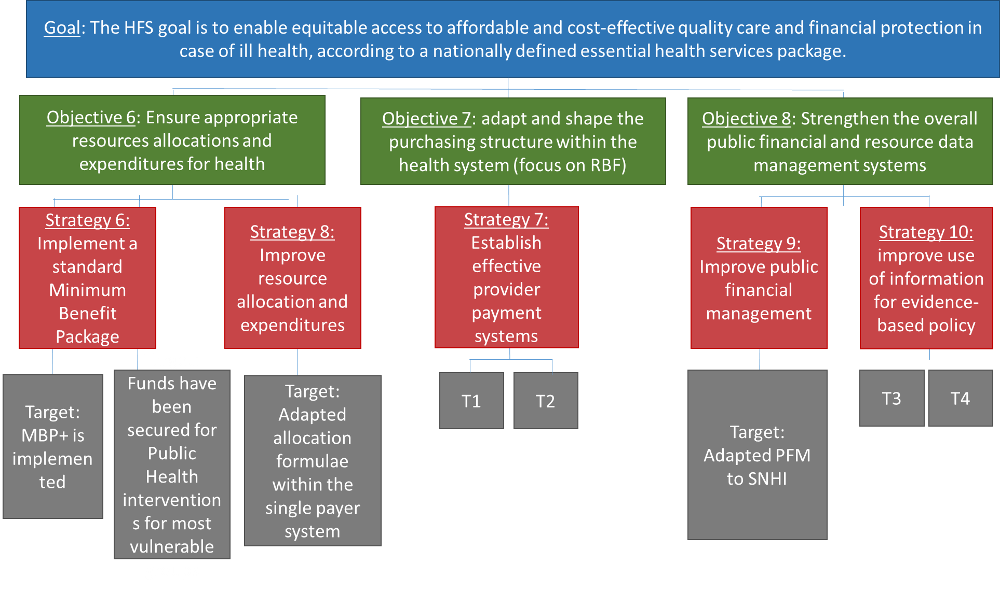 Goal: The HFS goal is to enable equitable access to affordable and cost-effective quality care and financial protection in
case of ill health, according to a nationally defined essential health services package.
Objective 6: Ensure appropriate
resources allocations and
expenditures for health
Objective 7: adapt and shape the
purchasing structure within the
health system (focus on RBF)
Objective 8: Strengthen the overall
public financial and resource data
management systems
Strategy 6:
Implement a
standard
Minimum
Benefit
Package
Strategy 8:
Improve
resource
allocation and
expenditures
Strategy 7:
Establish
effective
provider
payment
systems
Strategy 9:
Improve public
financial
management
Strategy 10:
improve use
of information
for evidence-
based policy
Target:
MBP+ is
implemen
ted
Funds have
been
secured for
Public
Health
intervention
s for most
vulnerable
Target:
Adapted
allocation
formulae
within the
single payer
system
T1
T2
Target:
Adapted PFM
to SNHI
T3
T4